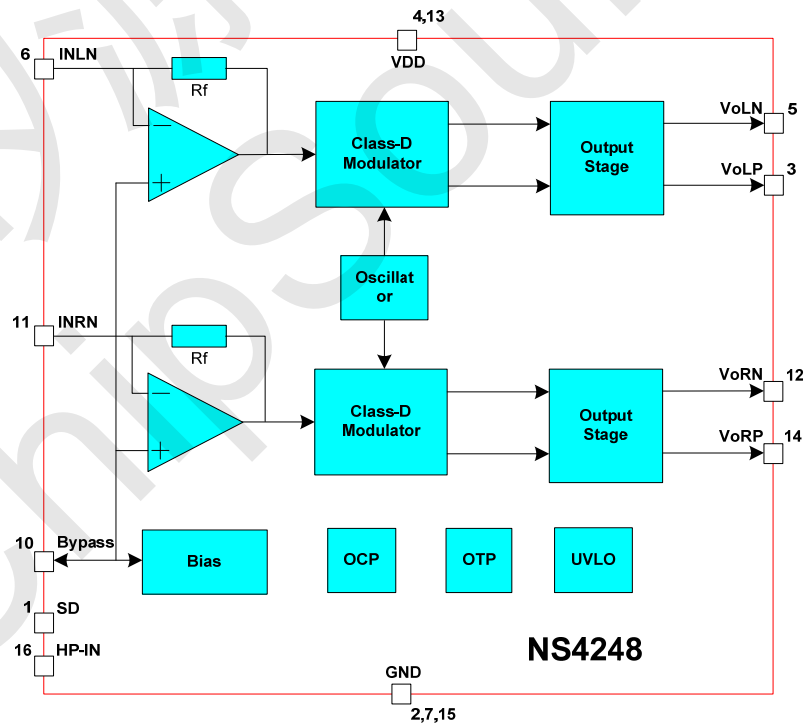 4,13
VDD
6 INLN
Rf
Class-D
Modulator
Output
Stage
VoLN 5
VoLP 3
Oscillat
or
11 INRN
Rf
Class-D
Modulator
Output
Stage
VoRN 12
VoRP 14
10 Bypass
Bias
OCP
OTP
UVLO
1 SD
16 HP-IN
NS4248
GND
2,7,15